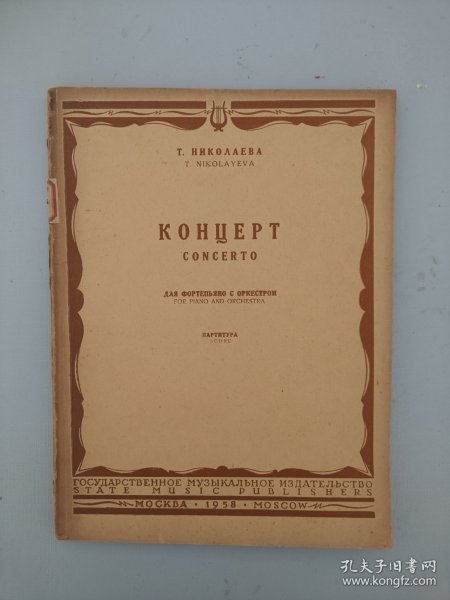 Т. НИКОЛАЕВА
T. NIKOLAYEVA
КОНЦЕРТ
CONCERTO
ДЛЯ ФОРТЕПЬЯНО С ОРКЕСТРОМ
FOR PIANO AND ORCHESTRA
ПАРТИТУРА
SCORE
ГОСУДАРСТВЕННОЕ МУЗЫКАЛЬНОЕ ИЗДАТЕЛЬСТВО
STATE MUSIC PUBLISHERS
МОСКВА • 1958 • MOSCOW
孔夫子旧书网
www.kongfz.com